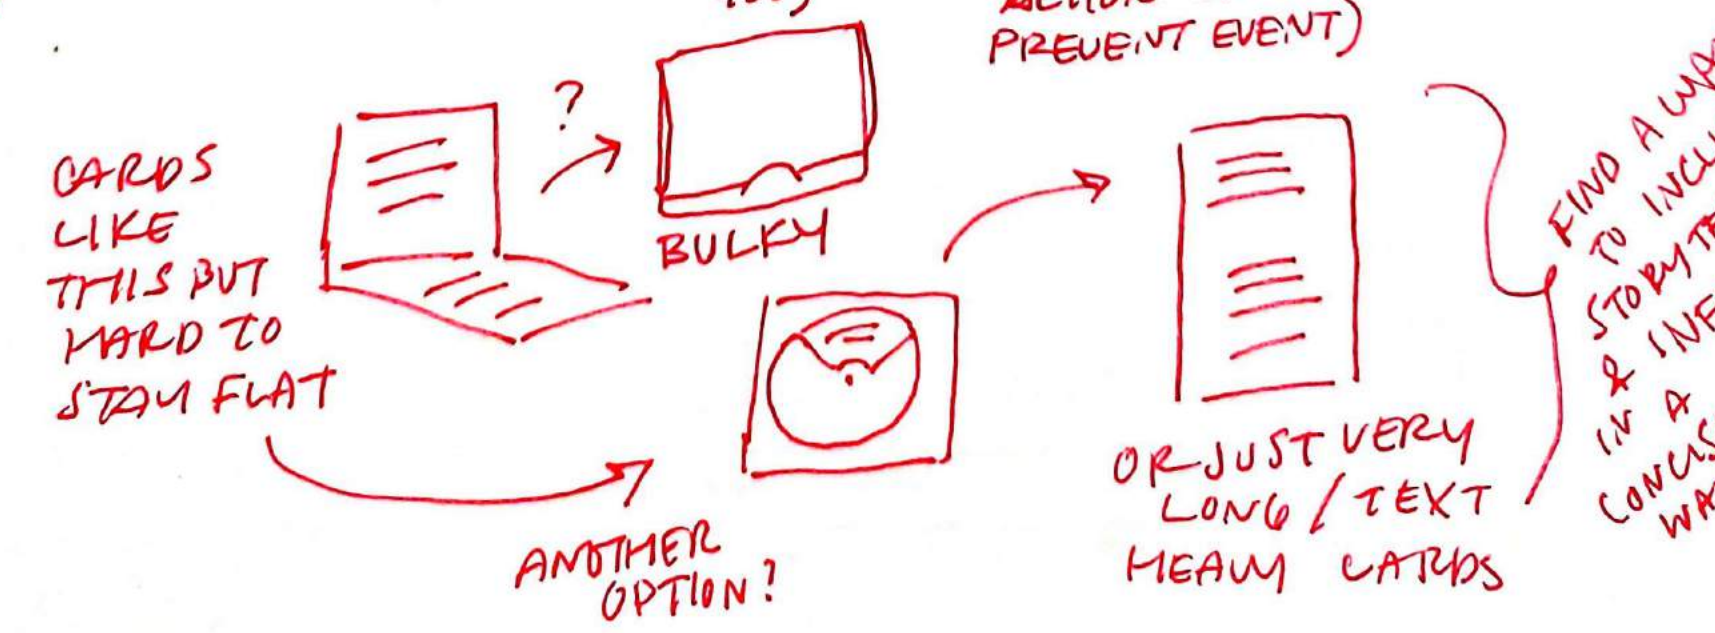 PREVENT EVENT)
?
CARDS
LIKE
THIS BUT
HARD TO
STAY FLAT
BULKY
ANOTHER
OPTION?
OR JUST VERY
LONG / TEXT
HEAVY CARDS
FIND A
TO
&
IN A